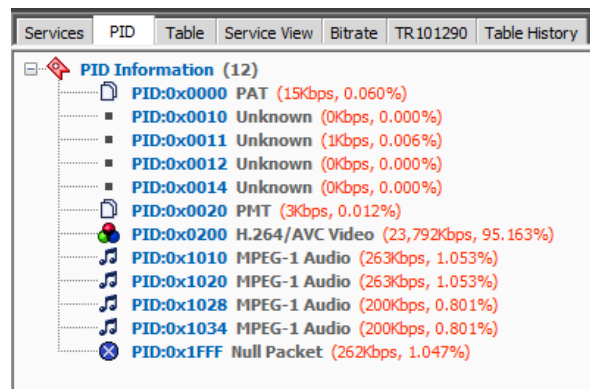 Services PID Table Service View Bitrate TR101290 Table History
PID Information (12)
PID:0x0000 PAT (15Kbps, 0.060%)
PID:0x0010 Unknown (0Kbps, 0.000%)
PID:0x0011 Unknown (1Kbps, 0.006%)
PID:0x0012 Unknown (0Kbps, 0.000%)
PID:0x0014 Unknown (0Kbps, 0.000%)
PID:0x0020 PMT (3Kbps, 0.012%)
PID:0x0200 H.264/AVC Video (23,792Kbps, 95.163%)
PID:0x1010 MPEG-1 Audio (263Kbps, 1.053%)
PID:0x1020 MPEG-1 Audio (263Kbps, 1.053%)
PID:0x1028 MPEG-1 Audio (200Kbps, 0.801%)
PID:0x1034 MPEG-1 Audio (200Kbps, 0.801%)
PID:0x1FFF Null Packet (262Kbps, 1.047%)